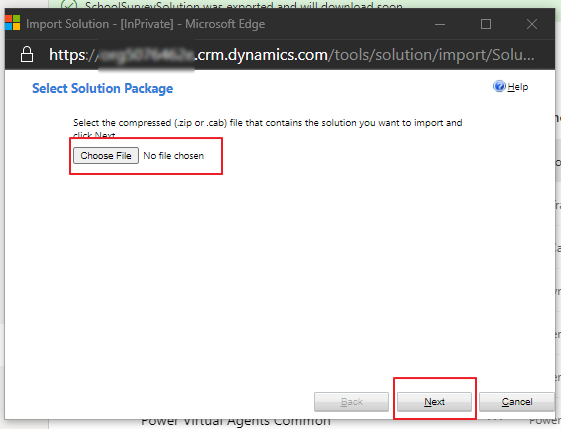 SchoolSurveySolution was exported and will download soon.
Import Solution - [InPrivate] - Microsoft Edge
https:// .crm.dynamics.com/tools/solution/import/Solu...
Select Solution Package
Help
Select the compressed (.zip or .cab) file that contains the solution you want to import and
click Next.
Choose File No file chosen
Back Next Cancel
Power Virtual Agents Common
Power